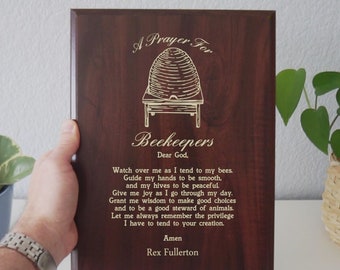 A Prayer For
Beekeepers
Dear God,
Watch over me as I tend to my bees.
Guide my hands to be smooth,
and my hives to be peaceful.
Give me joy as I go through my day.
Grant me wisdom to make good choices
and to be a good steward of animals.
Let me always remember the privilege
I have to tend to your creation.
Amen
Rex Fullerton